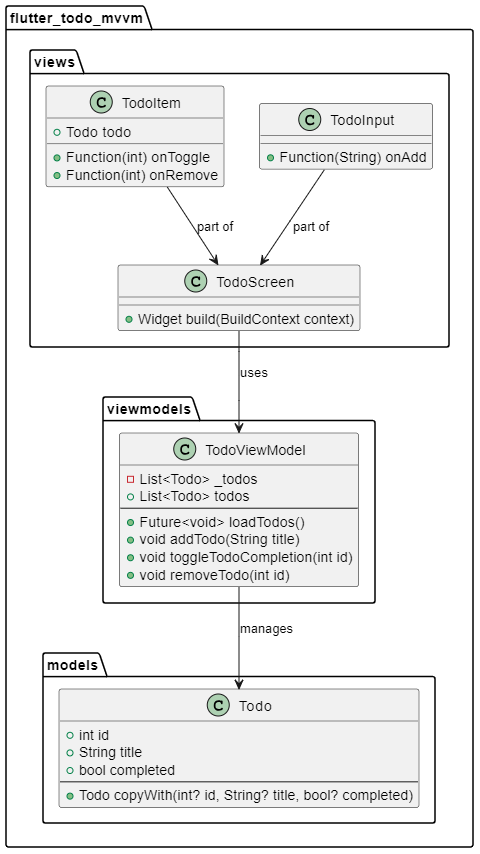 flutter_todo_mvvm
views
C TodoItem
Todo todo
Function(int) onToggle
Function(int) onRemove
C TodoInput
Function(String) onAdd
part of
part of
C TodoScreen
Widget build(BuildContext context)
uses
viewmodels
C TodoViewModel
List<Todo> _todos
List<Todo> todos
Future<void> loadTodos()
void addTodo(String title)
void toggleTodoCompletion(int id)
void removeTodo(int id)
manages
models
C Todo
int id
String title
bool completed
Todo copyWith(int? id, String? title, bool? completed)